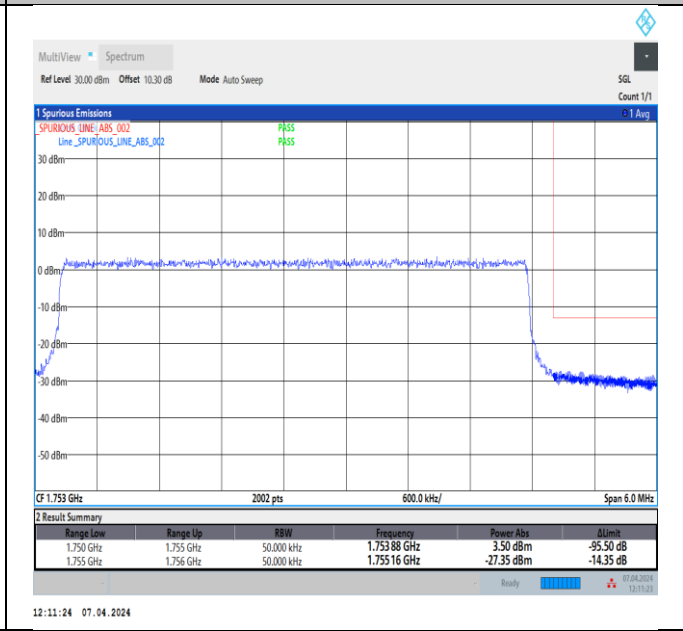 MultiView Spectrum
Ref Level 30.00 dBm Offset 10.30 dB Mode Auto Sweep SGL
Count 1/1
1 Spurious Emissions 1 Avg
_SPURIOUS_LINE_ABS_002 PASS
Line _SPURIOUS_LINE_ABS_002 PASS
30 dBm
20 dBm
10 dBm
0 dBm
-10 dBm
-20 dBm
-30 dBm
-40 dBm
-50 dBm
CF 1.753 GHz 2002 pts 600.0 kHz/ Span 6.0 MHz
2 Result Summary
Range Low Range Up RBW Frequency Power Abs ΔLimit
1.750 GHz 1.755 GHz 50.000 kHz 1.75388 GHz 3.50 dBm -95.50 dB
1.755 GHz 1.756 GHz 50.000 kHz 1.75516 GHz -27.35 dBm -14.35 dB
Ready 07.04.2024
12:11:23
12:11:24 07.04.2024